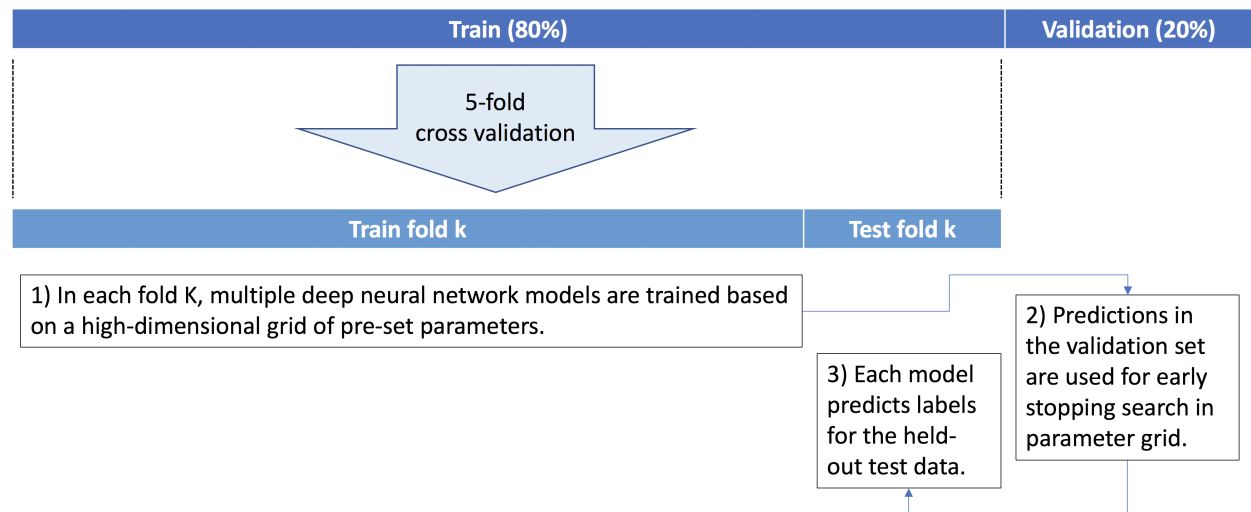 Train (80%)
Validation (20%)
5-fold
cross validation
Train fold k
Test fold k
1) In each fold K, multiple deep neural network models are trained based
on a high-dimensional grid of pre-set parameters.
2) Predictions in
the validation set
are used for early
stopping search in
parameter grid.
3) Each model
predicts labels
for the held-
out test data.